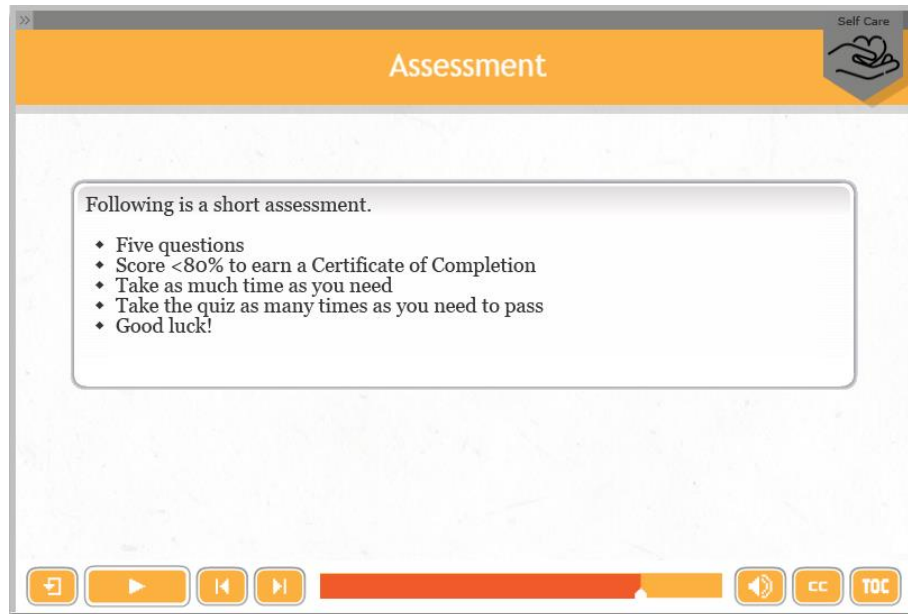 »
Self Care
Assessment
Following is a short assessment.
◆ Five questions
◆ Score <80% to earn a Certificate of Completion
◆ Take as much time as you need
◆ Take the quiz as many times as you need to pass
◆ Good luck!
CC
TOC